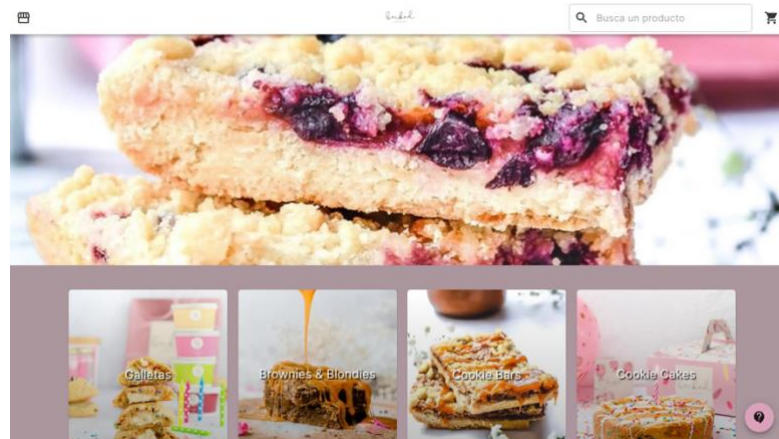 Busca un producto
Galletas
Brownies & Blondies
Cookie Bars
Cookie Cakes